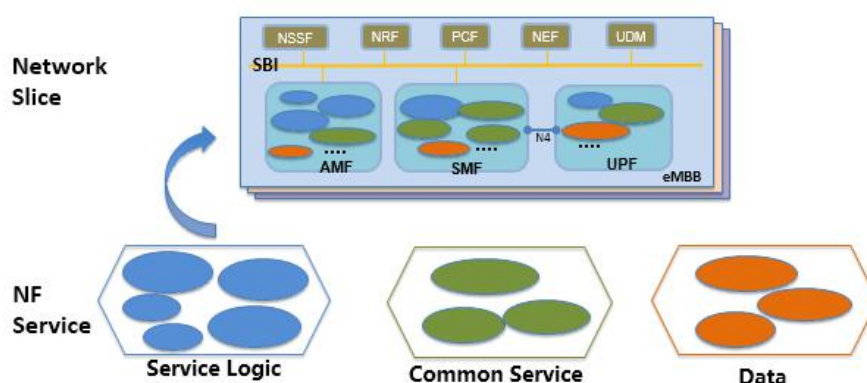 Network
Slice
NSSF
NRF
PCF
NEF
UDM
SBI
....
AMF
....
SMF
N4
....
UPF
eMBB
NF
Service
Service Logic
Common Service
Data